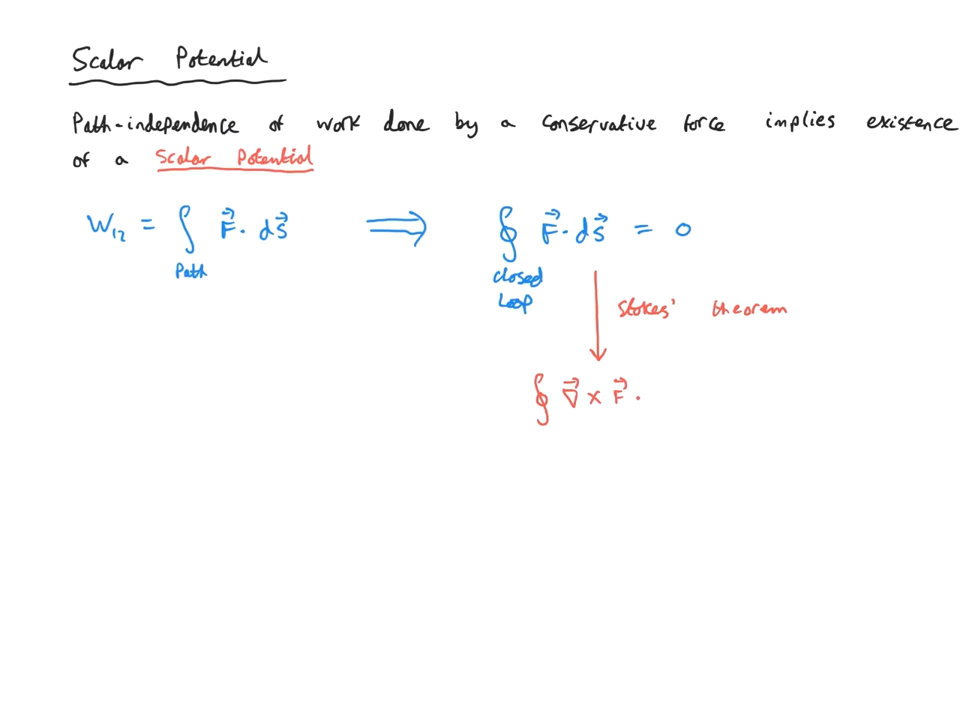 Scalar Potential
Path-independence of work done by a conservative force implies existence
of a Scalar Potential
W₁₂ = ∫ F⃗ · ds⃗ ⟹ ∮ F⃗ · ds⃗ = 0
Path closed
Loop
Stokes' theorem
∮ ∇⃗ × F⃗ ·